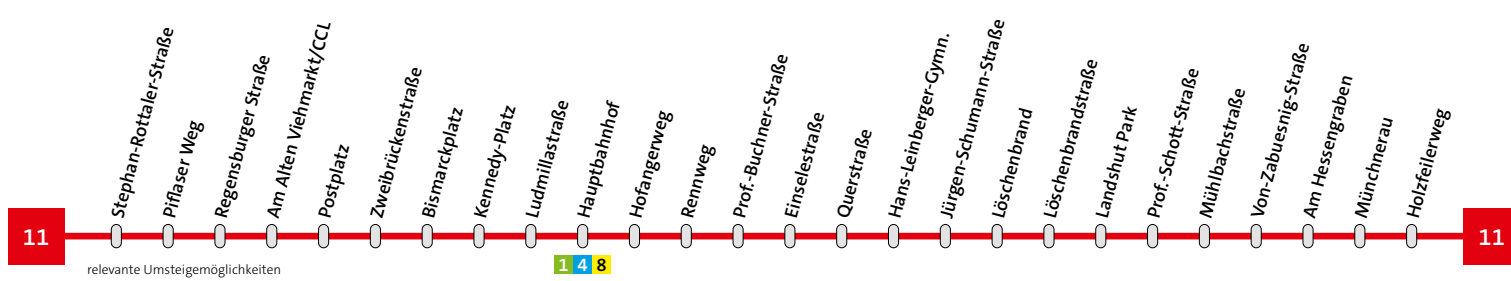 Stephan-Rottaler-Straße
Piflaser Weg
Regensburger Straße
Am Alten Viehmarkt/CCL
Postplatz
Zweibrückenstraße
Bismarckplatz
Kennedy-Platz
Ludmillastraße
Hauptbahnhof
Hofangerweg
Rennweg
Prof.-Buchner-Straße
Einselestraße
Querstraße
Hans-Leinberger-Gymn.
Jürgen-Schumann-Straße
Löschenbrand
Löschenbrandstraße
Landshut Park
Prof.-Schott-Straße
Mühlbachstraße
Von-Zabuesnig-Straße
Am Hessengraben
Münchnerau
Holzfeilerweg
11
11
relevante Umsteigemöglichkeiten
1 4 8